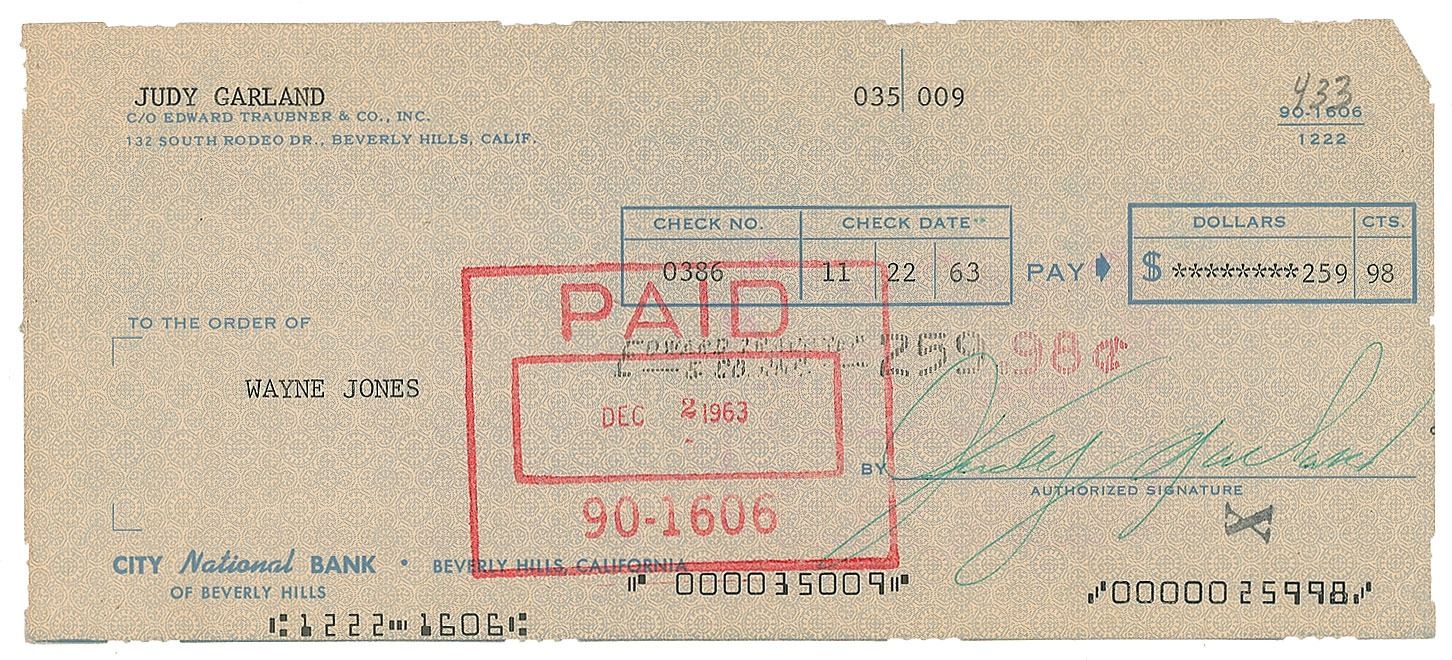 JUDY GARLAND
C/O EDWARD TRAUBNER & CO., INC.
132 SOUTH RODEO DR., BEVERLY HILLS, CALIF.
035 009
433
90-1606
1222
CHECK NO. CHECK DATE
0386 11 22 63
PAY
DOLLARS CTS.
$ ********259 98
TO THE ORDER OF
WAYNE JONES
PAID
DEC 2 1963
90-1606
259.98¢
BY Judy Garland
AUTHORIZED SIGNATURE
X
CITY National BANK • BEVERLY HILLS, CALIFORNIA
OF BEVERLY HILLS
⑆1222⑉1606⑆
⑈000035009⑈
⑇0000025998⑇